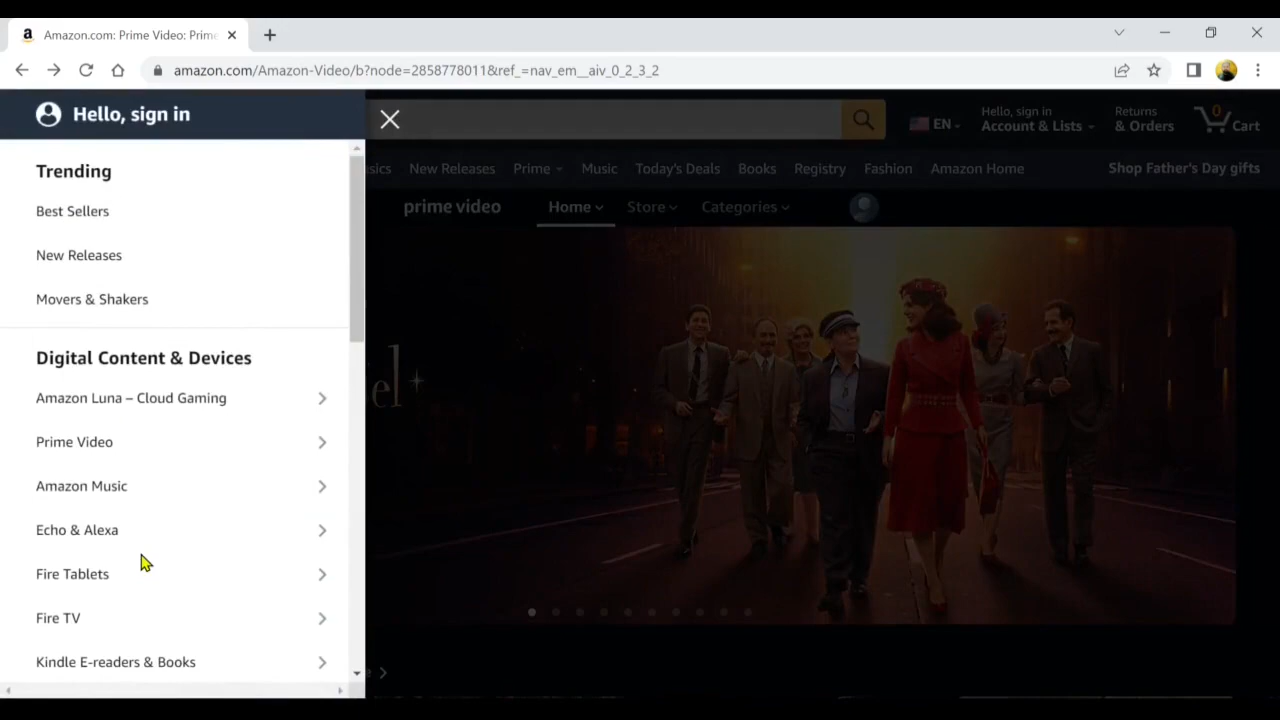 Amazon.com: Prime Video: Prime
amazon.com/Amazon-Video/b?node=2858778011&ref_=nav_em__aiv_0_2_3_2
Hello, sign in
EN
Hello, sign in
Account & Lists
Returns
& Orders
0
Cart
sics
New Releases
Prime
Music
Today's Deals
Books
Registry
Fashion
Amazon Home
Shop Father's Day gifts
prime video
Home
Store
Categories
Trending
Best Sellers
New Releases
Movers & Shakers
Digital Content & Devices
Amazon Luna – Cloud Gaming
Prime Video
Amazon Music
Echo & Alexa
Fire Tablets
Fire TV
Kindle E-readers & Books
el